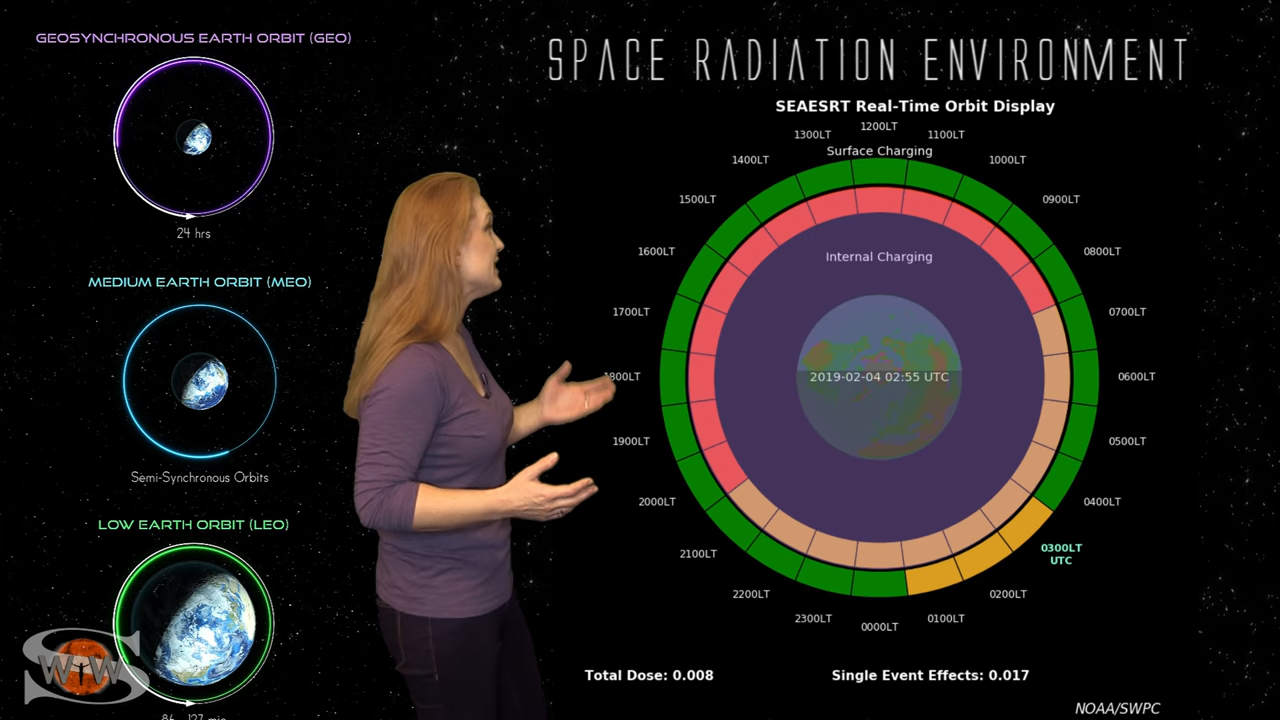 GEOSYNCHRONOUS EARTH ORBIT (GEO)
24 hrs
MEDIUM EARTH ORBIT (MEO)
Semi-Synchronous Orbits
LOW EARTH ORBIT (LEO)
WTW
SPACE RADIATION ENVIRONMENT
SEAESRT Real-Time Orbit Display
1200LT
1300LT
1100LT
Surface Charging
1400LT
1000LT
1500LT
0900LT
1600LT
0800LT
Internal Charging
1700LT
0700LT
2019-02-04 02:55 UTC
0600LT
1900LT
0500LT
2000LT
0400LT
2100LT
0300LT
UTC
2200LT
0200LT
2300LT
0100LT
0000LT
Total Dose: 0.008
Single Event Effects: 0.017
NOAA/SWPC